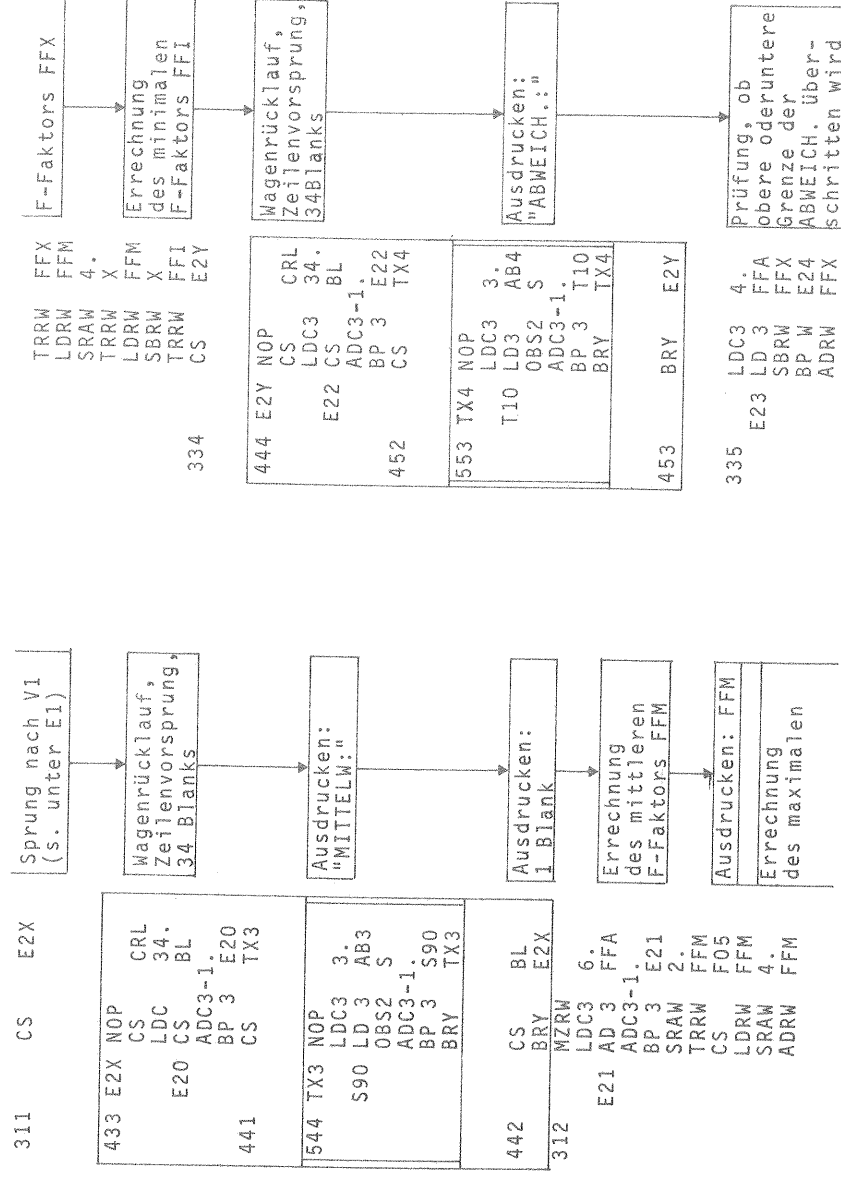 311 CS E2X
Sprung nach V1
(s. unter E1)
433 E2X NOP
CS CRL
LDC 34.
E20 CS BL
ADC3-1.
BP 3 E20
441 CS TX3
Wagenrücklauf,
Zeilenvorsprung,
34 Blanks
544 TX3 NOP
LDC3 3.
S90 LD 3 AB3
OBS2 S
ADC3-1.
BP 3 S90
BRY TX3
Ausdrucken:
"MITTELW:"
442 CS BL
BRY E2X
Ausdrucken:
1 Blank
312 MZRW
LDC3 6.
E21 AD 3 FFA
ADC3-1.
BP 3 E21
SRAW 2.
TRRW FFM
CS F05
LDRW FFM
SRAW 4.
ADRW FFM
Errechnung
des mittleren
F-Faktors FFM
Ausdrucken: FFM
Errechnung
des maximalen
TRRW FFX
LDRW FFM
SRAW 4.
TRRW X
LDRW FFM
SBRW X
TRRW FFI
334 CS E2Y
F-Faktors FFX
Errechnung
des minimalen
F-Faktors FFI
444 E2Y NOP
CS CRL
LDC3 34.
E22 CS BL
ADC3-1.
BP 3 E22
452 CS TX4
Wagenrücklauf,
Zeilenvorsprung,
34Blanks
553 TX4 NOP
LDC3 3.
T10 LD3 AB4
OBS2 S
ADC3-1.
BP 3 T10
BRY TX4
Ausdrucken:
"ABWEICH.:"
453 BRY E2Y
335 LDC3 4.
E23 LD 3 FFA
SBRW FFX
BP W E24
ADRW FFX
Prüfung, ob
obere oderuntere
Grenze der
ABWEICH. über-
schritten wird